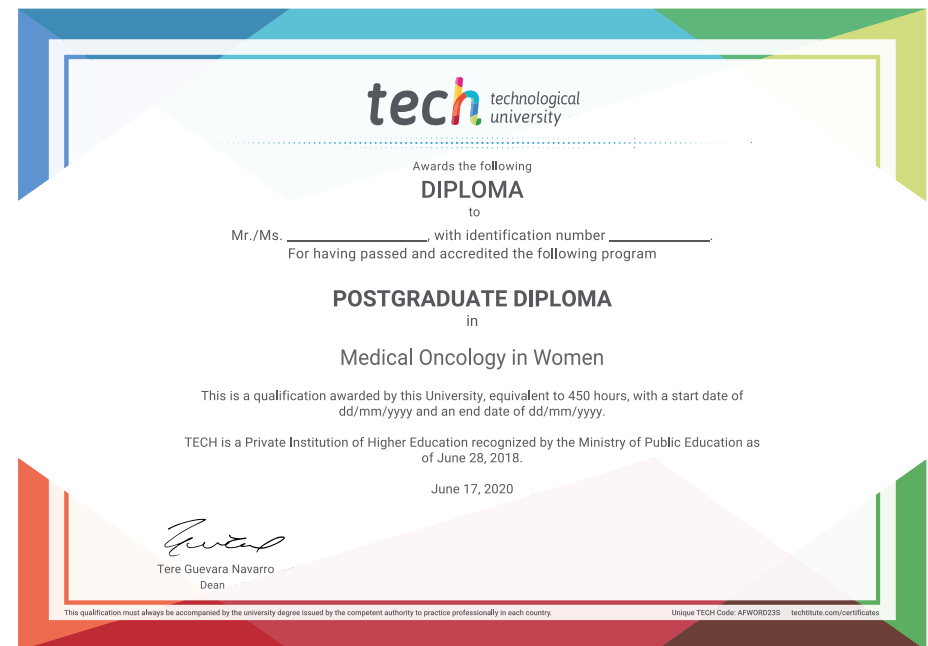 tech technological
university
Awards the following
DIPLOMA
to
Mr./Ms. ____________________, with identification number ______________.
For having passed and accredited the following program
POSTGRADUATE DIPLOMA
in
Medical Oncology in Women
This is a qualification awarded by this University, equivalent to 450 hours, with a start date of
dd/mm/yyyy and an end date of dd/mm/yyyy.
TECH is a Private Institution of Higher Education recognized by the Ministry of Public Education as
of June 28, 2018.
June 17, 2020
Tere Guevara Navarro
Dean
This qualification must always be accompanied by the university degree issued by the competent authority to practice professionally in each country. Unique TECH Code: AFWORD23S techtitute.com/certificates